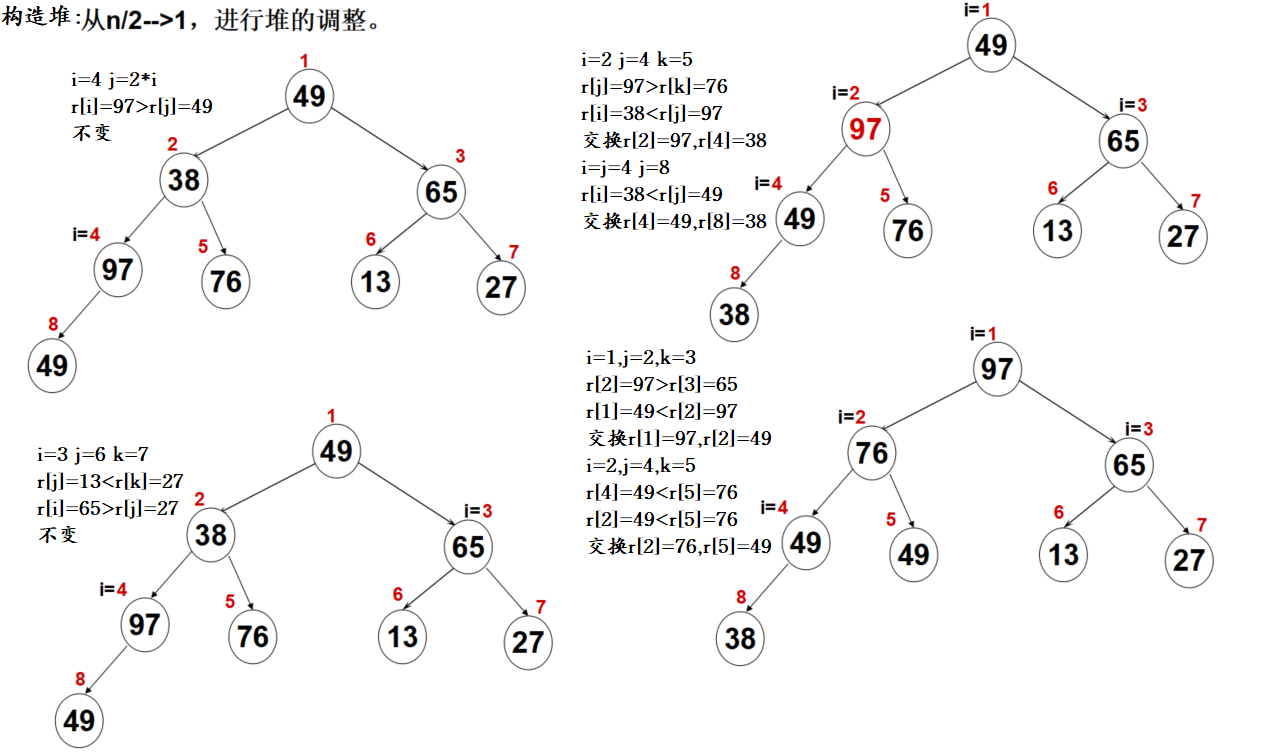 构造堆:从n/2-->1，进行堆的调整。
i=4 j=2*i
r[i]=97>r[j]=49
不变
1
49
2
38
3
65
i=4
97
5
76
6
13
7
27
8
49
i=3 j=6 k=7
r[j]=13<r[k]=27
r[i]=65>r[j]=27
不变
1
49
2
38
i=3
65
i=4
97
5
76
6
13
7
27
8
49
i=2 j=4 k=5
r[j]=97>r[k]=76
r[i]=38<r[j]=97
交换r[2]=97,r[4]=38
i=j=4 j=8
r[i]=38<r[j]=49
交换r[4]=49,r[8]=38
i=1
49
i=2
97
i=3
65
i=4
49
5
76
6
13
7
27
8
38
i=1,j=2,k=3
r[2]=97>r[3]=65
r[1]=49<r[2]=97
交换r[1]=97,r[2]=49
i=2,j=4,k=5
r[4]=49<r[5]=76
r[2]=49<r[5]=76
交换r[2]=76,r[5]=49
i=1
97
i=2
76
i=3
65
i=4
49
5
49
6
13
7
27
8
38